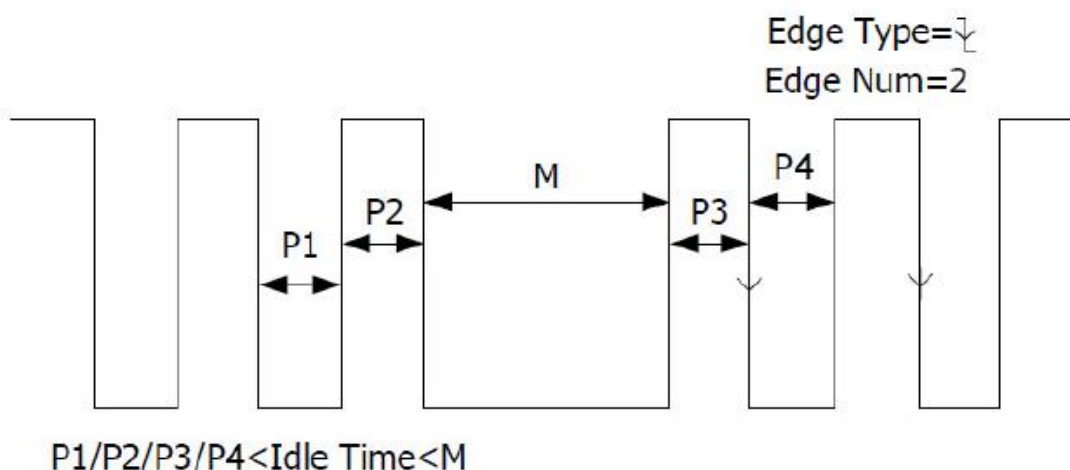 Edge Type=
Edge Num=2
P4
M
P3
P2
P1
P1/P2/P3/P4<Idle Time<M